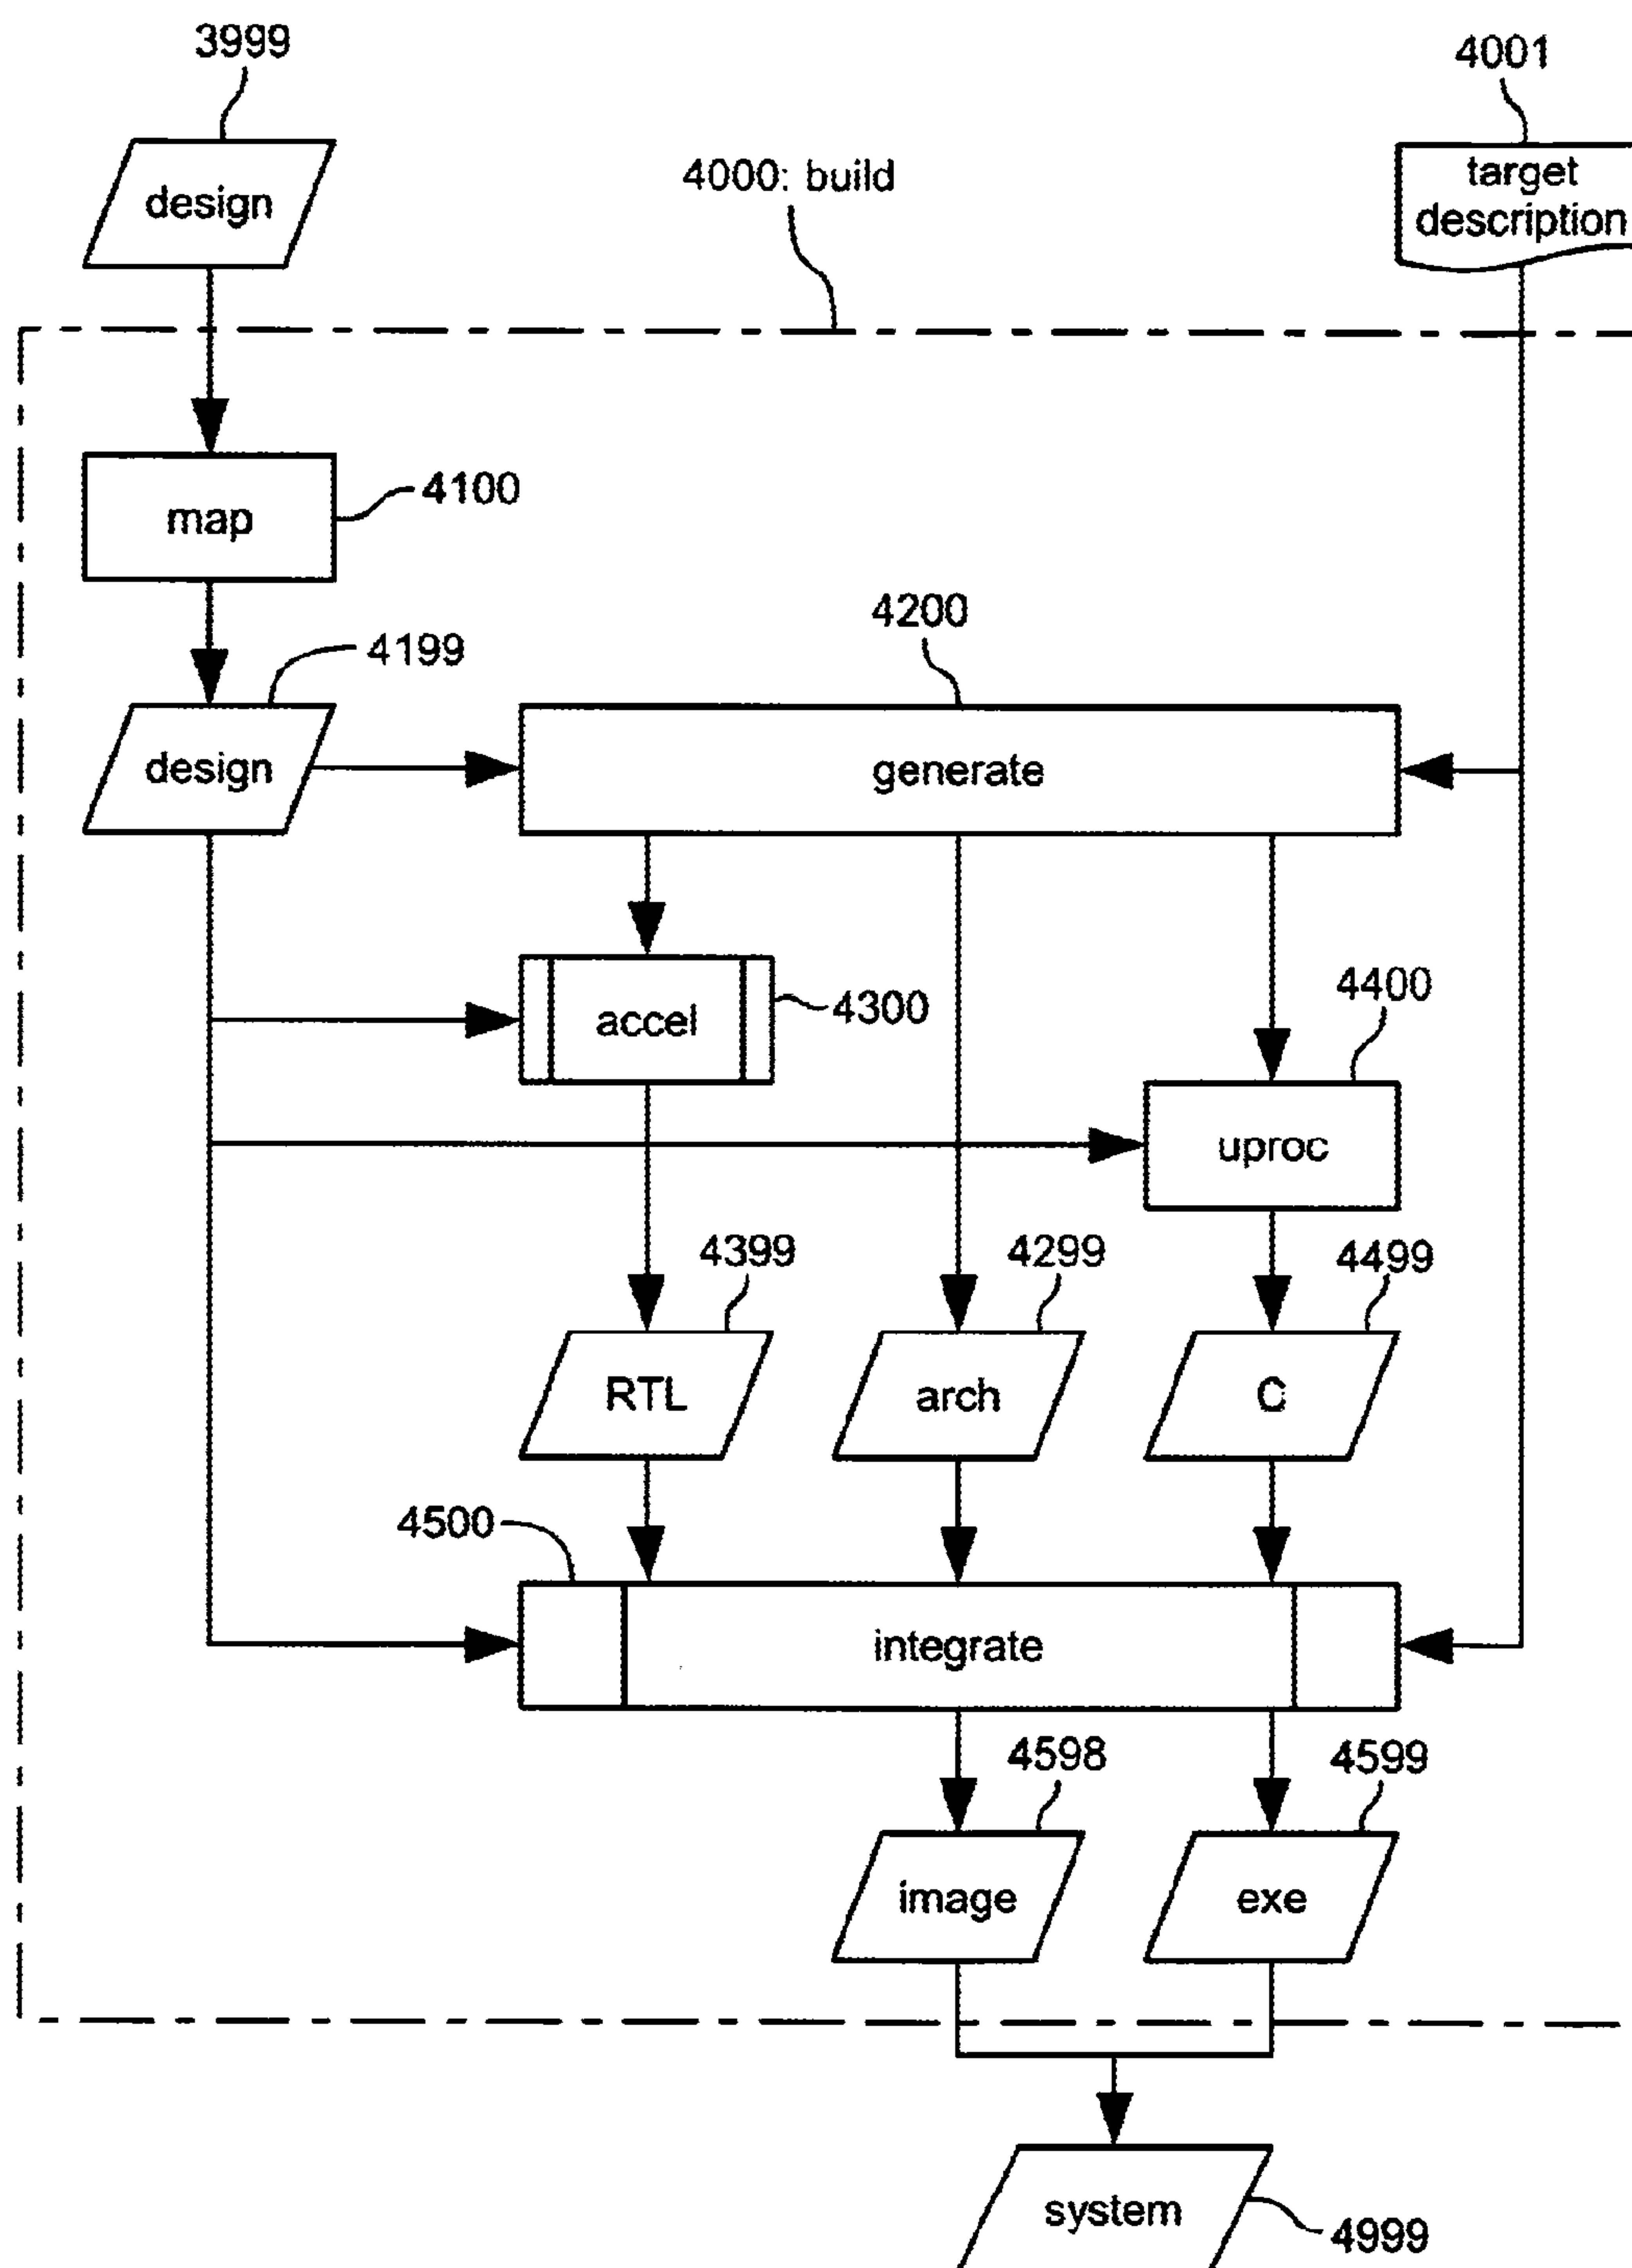 3999
4001
design
4000: build
target
description
map
4100
4199
4200
design
generate
accel
4300
4400
uproc
4399
4299
4499
RTL
arch
C
4500
integrate
4598
4599
image
exe
system
4999